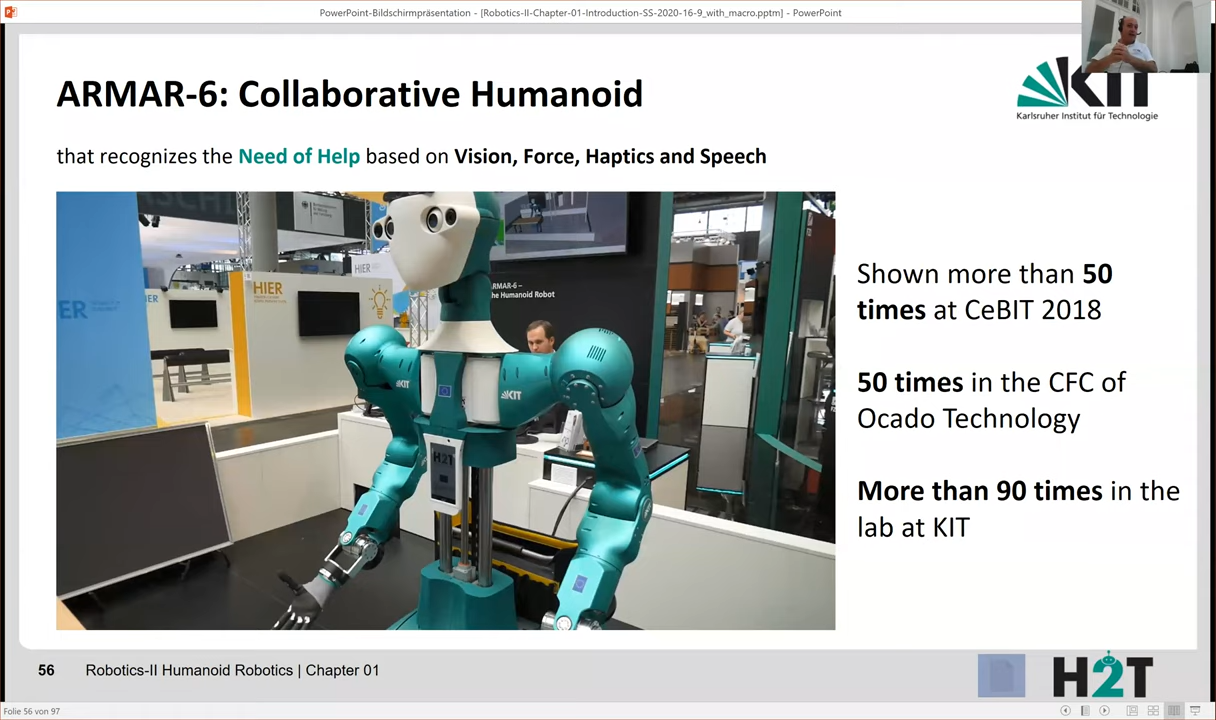 PowerPoint-Bildschirmpräsentation - [Robotics-II-Chapter-01-Introduction-SS-2020-16-9_with_macro.pptm] - PowerPoint
ARMAR-6: Collaborative Humanoid
KIT
Karlsruher Institut für Technologie
that recognizes the Need of Help based on Vision, Force, Haptics and Speech
HIER
HIER
ER
ARMAR-6 –
he Humanoid Robot
KIT
KIT
H2T
Shown more than 50
times at CeBIT 2018
50 times in the CFC of
Ocado Technology
More than 90 times in the
lab at KIT
56 Robotics-II Humanoid Robotics | Chapter 01
H2T
Folie 56 von 97